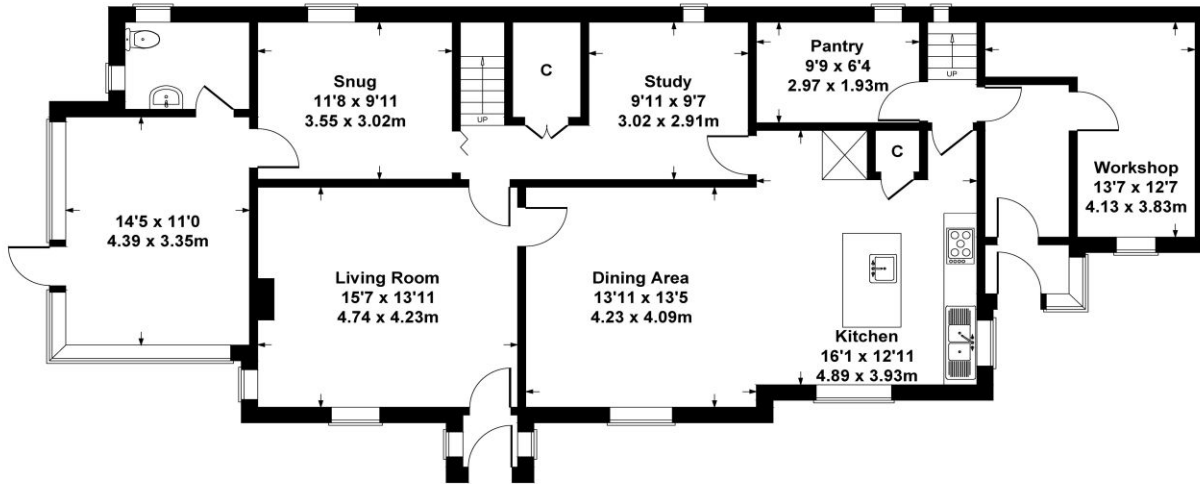 Snug
11'8 x 9'11
3.55 x 3.02m
UP
C
Study
9'11 x 9'7
3.02 x 2.91m
Pantry
9'9 x 6'4
2.97 x 1.93m
UP
C
Workshop
13'7 x 12'7
4.13 x 3.83m
14'5 x 11'0
4.39 x 3.35m
Living Room
15'7 x 13'11
4.74 x 4.23m
Dining Area
13'11 x 13'5
4.23 x 4.09m
Kitchen
16'1 x 12'11
4.89 x 3.93m